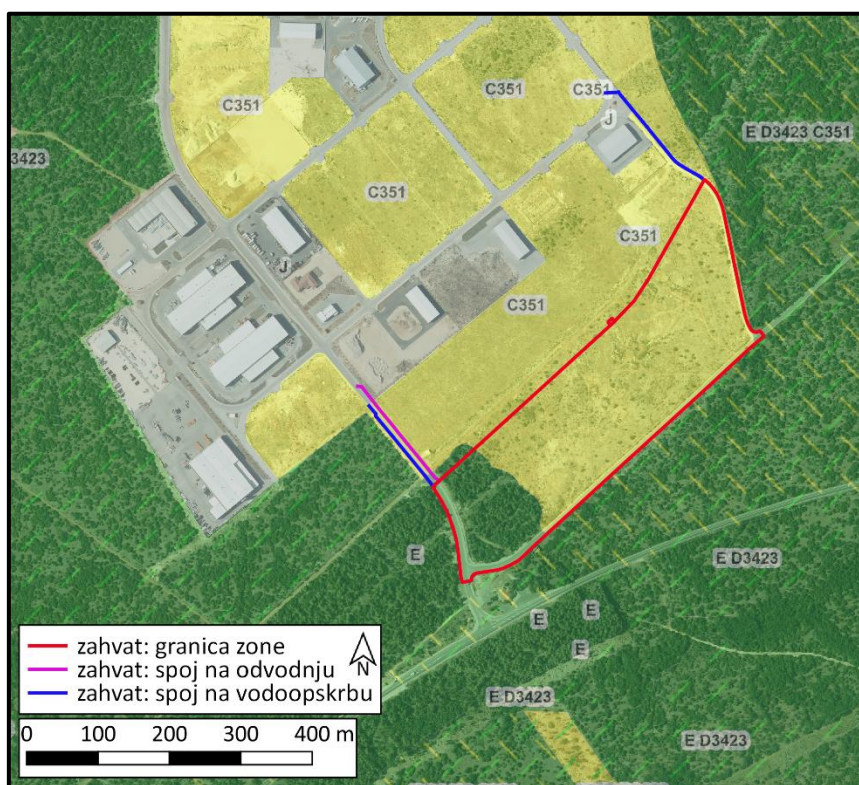 C351
C351
C351
J
E D3423 C351
3423
C351
C351
J
C351
E
E D3423
E
E
E
E D3423
E D3423
zahvat: granica zone
zahvat: spoj na odvodnju
zahvat: spoj na vodoopskrbu
N
0 100 200 300 400 m